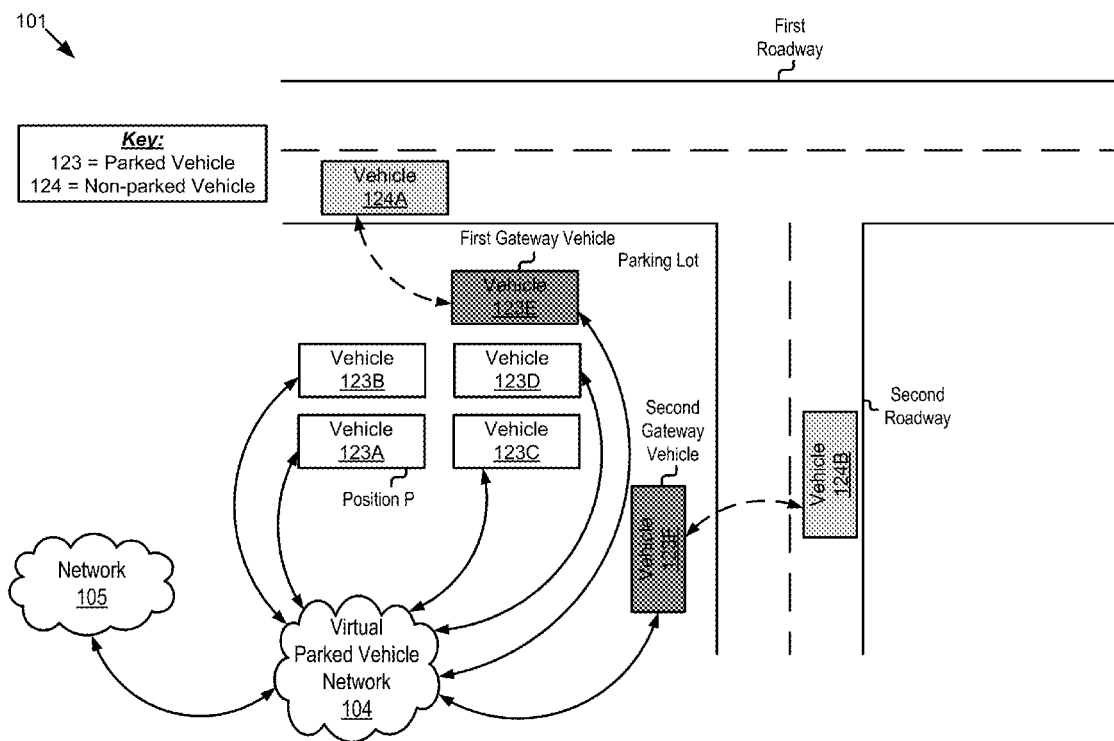 101
First
Roadway
Key:
123 = Parked Vehicle
124 = Non-parked Vehicle
Vehicle
124A
First Gateway Vehicle
Parking Lot
Vehicle
123E
Vehicle
123B
Vehicle
123D
Second
Gateway
Vehicle
Second
Roadway
Vehicle
123A
Vehicle
123C
Vehicle
124B
Position P
Vehicle
123F
Network
105
Virtual
Parked Vehicle
Network
104